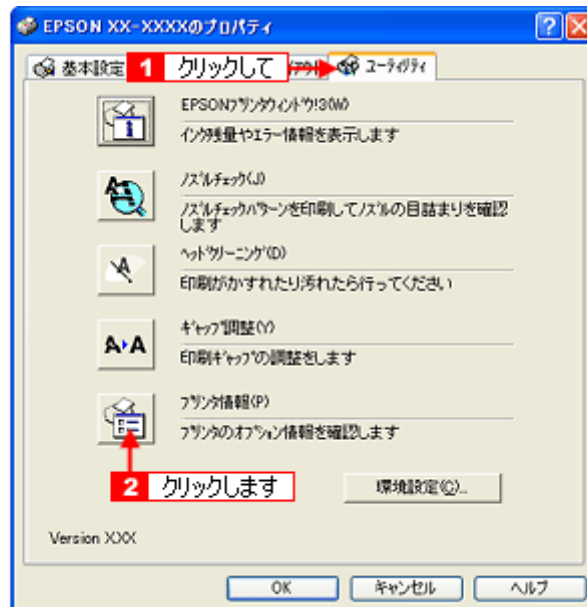 EPSON XX-XXXXのプロパティ
基本設定
1 クリックして
ユーティリティ
EPSONプリンタウィンドウ!3(W)
インク残量やエラー情報を表示します
ノズルチェック(J)
ノズルチェックパターンを印刷してノズルの目詰まりを確認
します
ヘッドクリーニング(D)
印刷がかすれたり汚れたら行ってください
ギャップ調整(Y)
印刷ギャップの調整をします
プリンタ情報(P)
プリンタのオプション情報を確認します
2 クリックします
環境設定(C)...
Version XXX
OK
キャンセル
ヘルプ